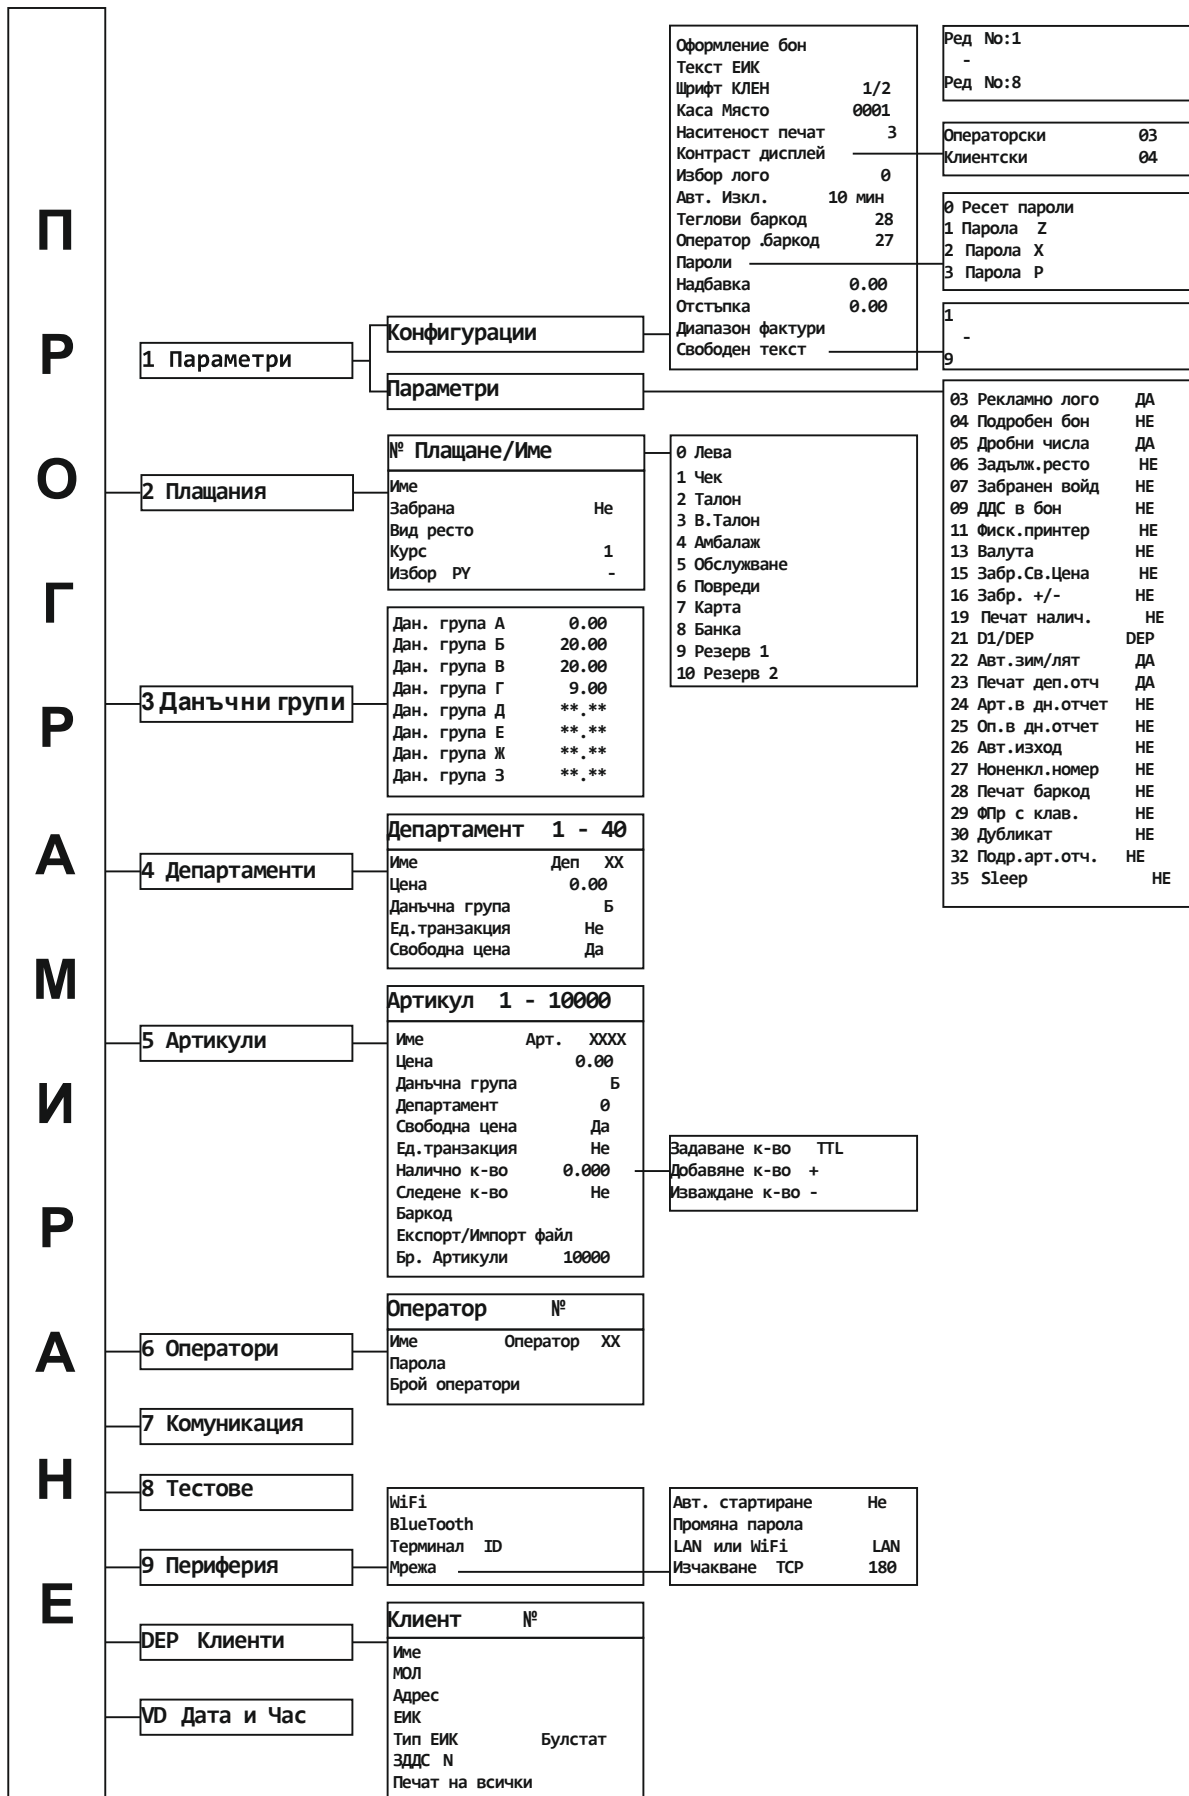 ПРОГРАМИРАНЕ
1 Параметри
Конфигурации
Оформление бон
Текст ЕИК
Шрифт КЛЕН 1/2
Каса Място 0001
Наситеност печат 3
Контраст дисплей
Избор лого 0
Авт. Изкл. 10 мин
Теглови баркод 28
Оператор .баркод 27
Пароли
Надбавка 0.00
Отстъпка 0.00
Диапазон фактури
Свободен текст
Ред No:1
-
Ред No:8
Операторски 03
Клиентски 04
0 Ресет пароли
1 Парола Z
2 Парола X
3 Парола P
1
-
9
Параметри
03 Рекламно лого ДА
04 Подробен бон НЕ
05 Дробни числа ДА
06 Задълж.ресто НЕ
07 Забранен войд НЕ
09 ДДС в бон НЕ
11 Фиск.принтер НЕ
13 Валута НЕ
15 Забр.Св.Цена НЕ
16 Забр. +/- НЕ
19 Печат налич. НЕ
21 D1/DEP DEP
22 Авт.зим/лят ДА
23 Печат деп.отч ДА
24 Арт.в дн.отчет НЕ
25 Оп.в дн.отчет НЕ
26 Авт.изход НЕ
27 Ноненкл.номер НЕ
28 Печат баркод НЕ
29 ФПр с клав. НЕ
30 Дубликат НЕ
32 Подр.арт.отч. НЕ
35 Sleep НЕ
2 Плащания
№ Плащане/Име
Име
Забрана Не
Вид ресто
Курс 1
Избор PY -
0 Лева
1 Чек
2 Талон
3 В.Талон
4 Амбалаж
5 Обслужване
6 Повреди
7 Карта
8 Банка
9 Резерв 1
10 Резерв 2
3 Данъчни групи
Дан. група А 0.00
Дан. група Б 20.00
Дан. група В 20.00
Дан. група Г 9.00
Дан. група Д **.**
Дан. група Е **.**
Дан. група Ж **.**
Дан. група З **.**
4 Департаменти
Департамент 1 - 40
Име Деп XX
Цена 0.00
Данъчна група Б
Ед.транзакция Не
Свободна цена Да
5 Артикули
Артикул 1 - 10000
Име Арт. XXXX
Цена 0.00
Данъчна група Б
Департамент 0
Свободна цена Да
Ед.транзакция Не
Налично к-во 0.000
Следене к-во Не
Баркод
Експорт/Импорт файл
Бр. Артикули 10000
Задаване к-во TTL
Добавяне к-во +
Изваждане к-во -
6 Оператори
Оператор №
Име Оператор XX
Парола
Брой оператори
7 Комуникация
8 Тестове
9 Периферия
WiFi
BlueTooth
Терминал ID
Мрежа
Авт. стартиране Не
Промяна парола
LAN или WiFi LAN
Изчакване TCP 180
DEP Клиенти
Клиент №
Име
МОЛ
Адрес
ЕИК
Тип ЕИК Булстат
ЗДДС N
Печат на всички
VD Дата и Час